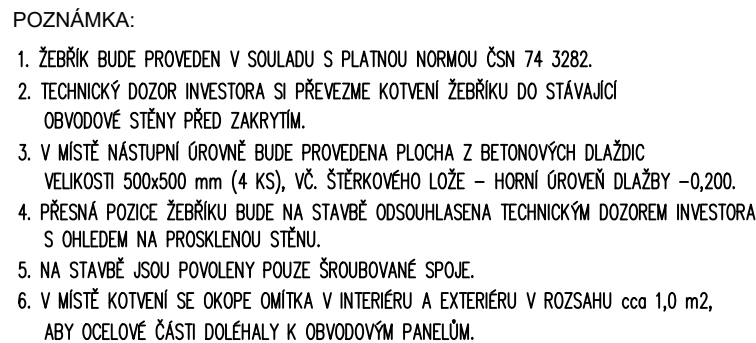 POZNÁMKA:
1. ŽEBŘÍK BUDE PROVEDEN V SOULADU S PLATNOU NORMOU ČSN 74 3282.
2. TECHNICKÝ DOZOR INVESTORA SI PŘEVEZME KOTVENÍ ŽEBŘÍKU DO STÁVAJÍCÍ
OBVODOVÉ STĚNY PŘED ZAKRYTÍM.
3. V MÍSTĚ NÁSTUPNÍ ÚROVNĚ BUDE PROVEDENA PLOCHA Z BETONOVÝCH DLAŽDIC
VELIKOSTI 500x500 mm (4 KS), VČ. ŠTĚRKOVÉHO LOŽE – HORNÍ ÚROVEŇ DLAŽBY –0,200.
4. PŘESNÁ POZICE ŽEBŘÍKU BUDE NA STAVBĚ ODSOUHLASENA TECHNICKÝM DOZOREM INVESTORA
S OHLEDEM NA PROSKLENOU STĚNU.
5. NA STAVBĚ JSOU POVOLENY POUZE ŠROUBOVANÉ SPOJE.
6. V MÍSTĚ KOTVENÍ SE OKOPE OMÍTKA V INTERIÉRU A EXTERIÉRU V ROZSAHU cca 1,0 m2,
ABY OCELOVÉ ČÁSTI DOLÉHALY K OBVODOVÝM PANELŮM.